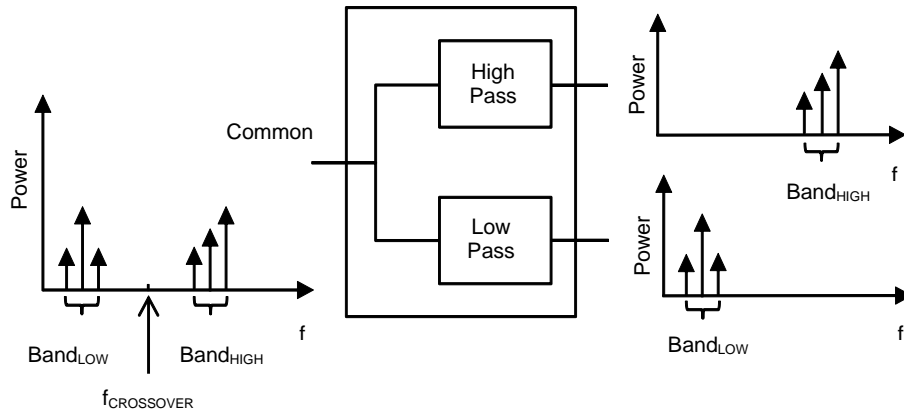 Power
Band_LOW
f_CROSSOVER
Band_HIGH
f
Common
High
Pass
Low
Pass
Power
Band_HIGH
f
Power
Band_LOW
f